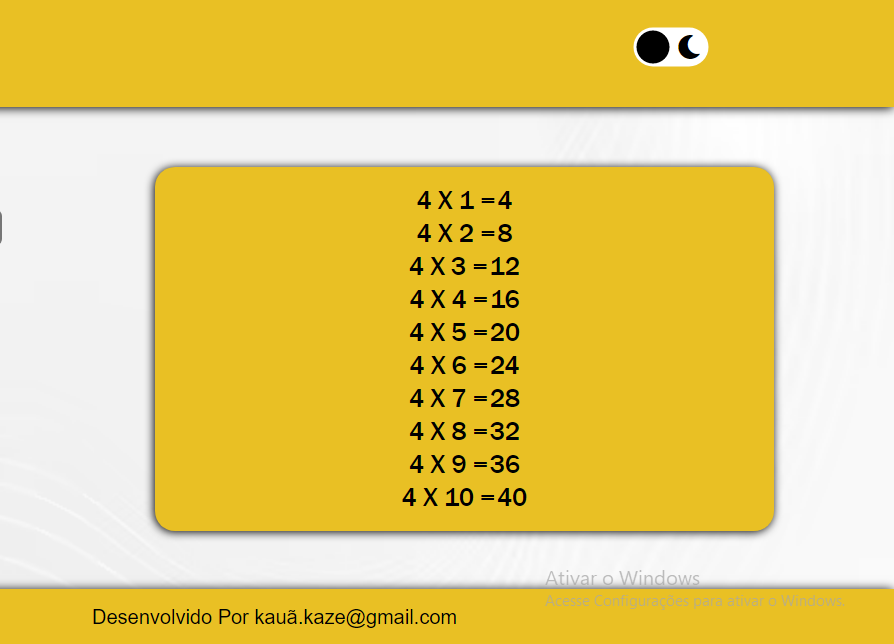 4 X 1 =4
4 X 2 =8
4 X 3 =12
4 X 4 =16
4 X 5 =20
4 X 6 =24
4 X 7 =28
4 X 8 =32
4 X 9 =36
4 X 10 =40
Ativar o Windows
Acesse Configurações para ativar o Windows.
Desenvolvido Por kauã.kaze@gmail.com